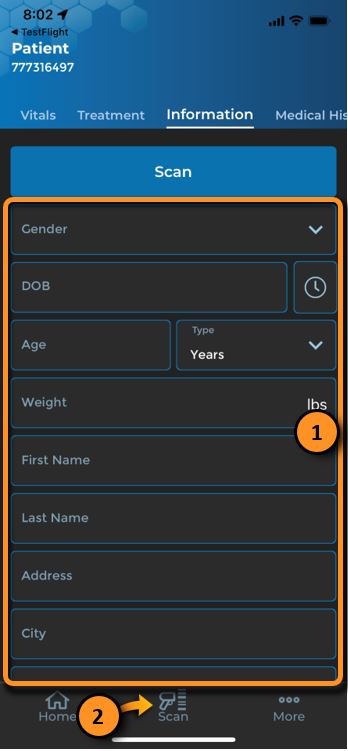 8:02
TestFlight
Patient
777316497
Vitals Treatment Information Medical His
Scan
Gender
DOB
Age Type Years
Weight lbs
1
First Name
Last Name
Address
City
2
Home Scan More